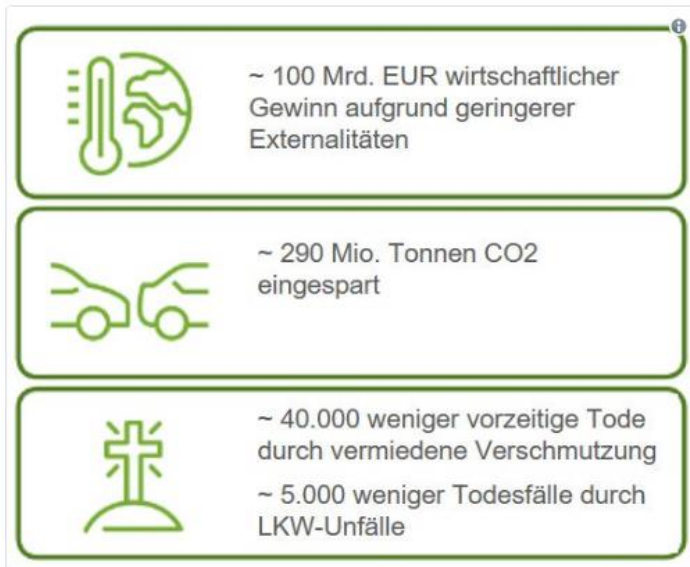 ~ 100 Mrd. EUR wirtschaftlicher
Gewinn aufgrund geringerer
Externalitäten
~ 290 Mio. Tonnen CO2
eingespart
~ 40.000 weniger vorzeitige Tode
durch vermiedene Verschmutzung
~ 5.000 weniger Todesfälle durch
LKW-Unfälle